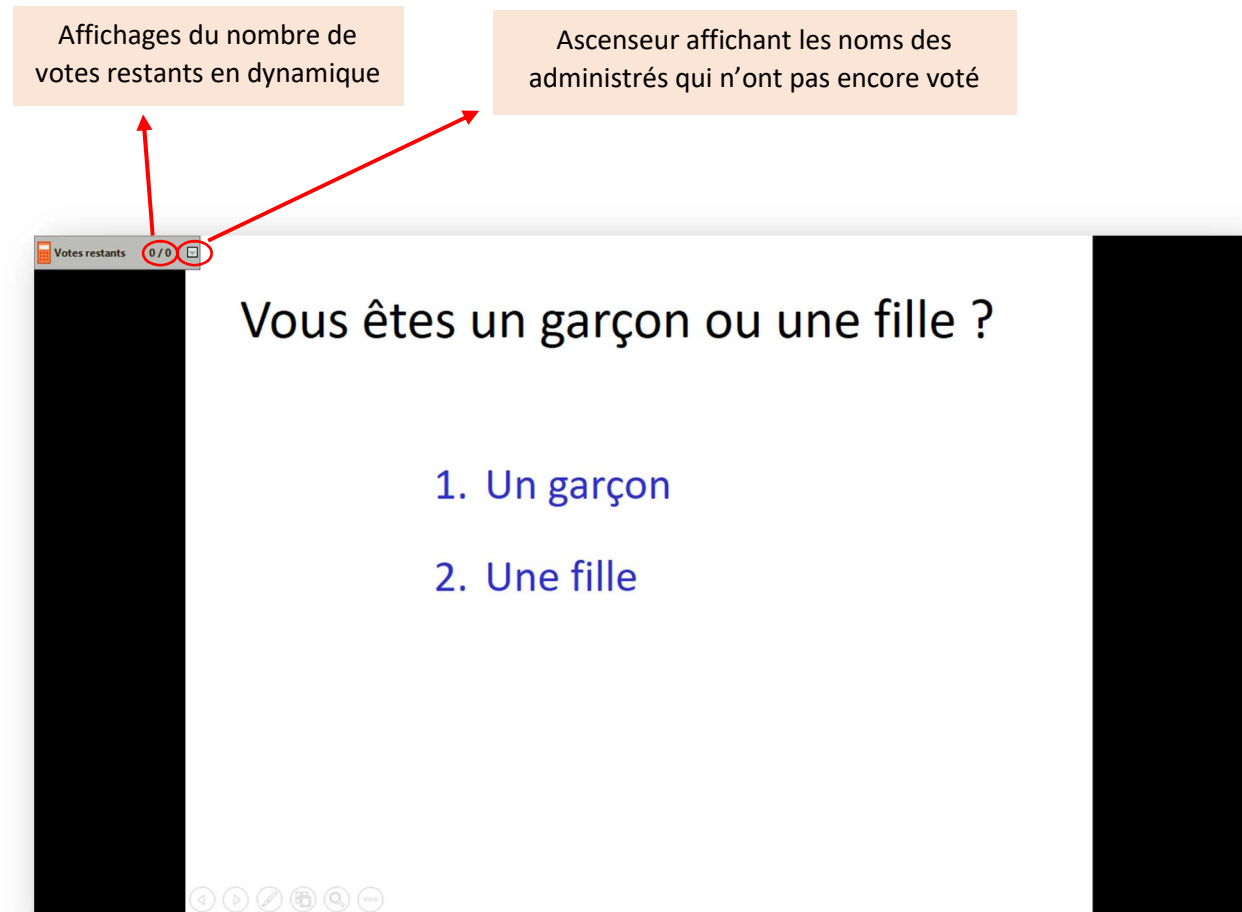 Affichages du nombre de
votes restants en dynamique
Ascenseur affichant les noms des
administrés qui n’ont pas encore voté
Votes restants 0 / 0
Vous êtes un garçon ou une fille ?
1. Un garçon
2. Une fille